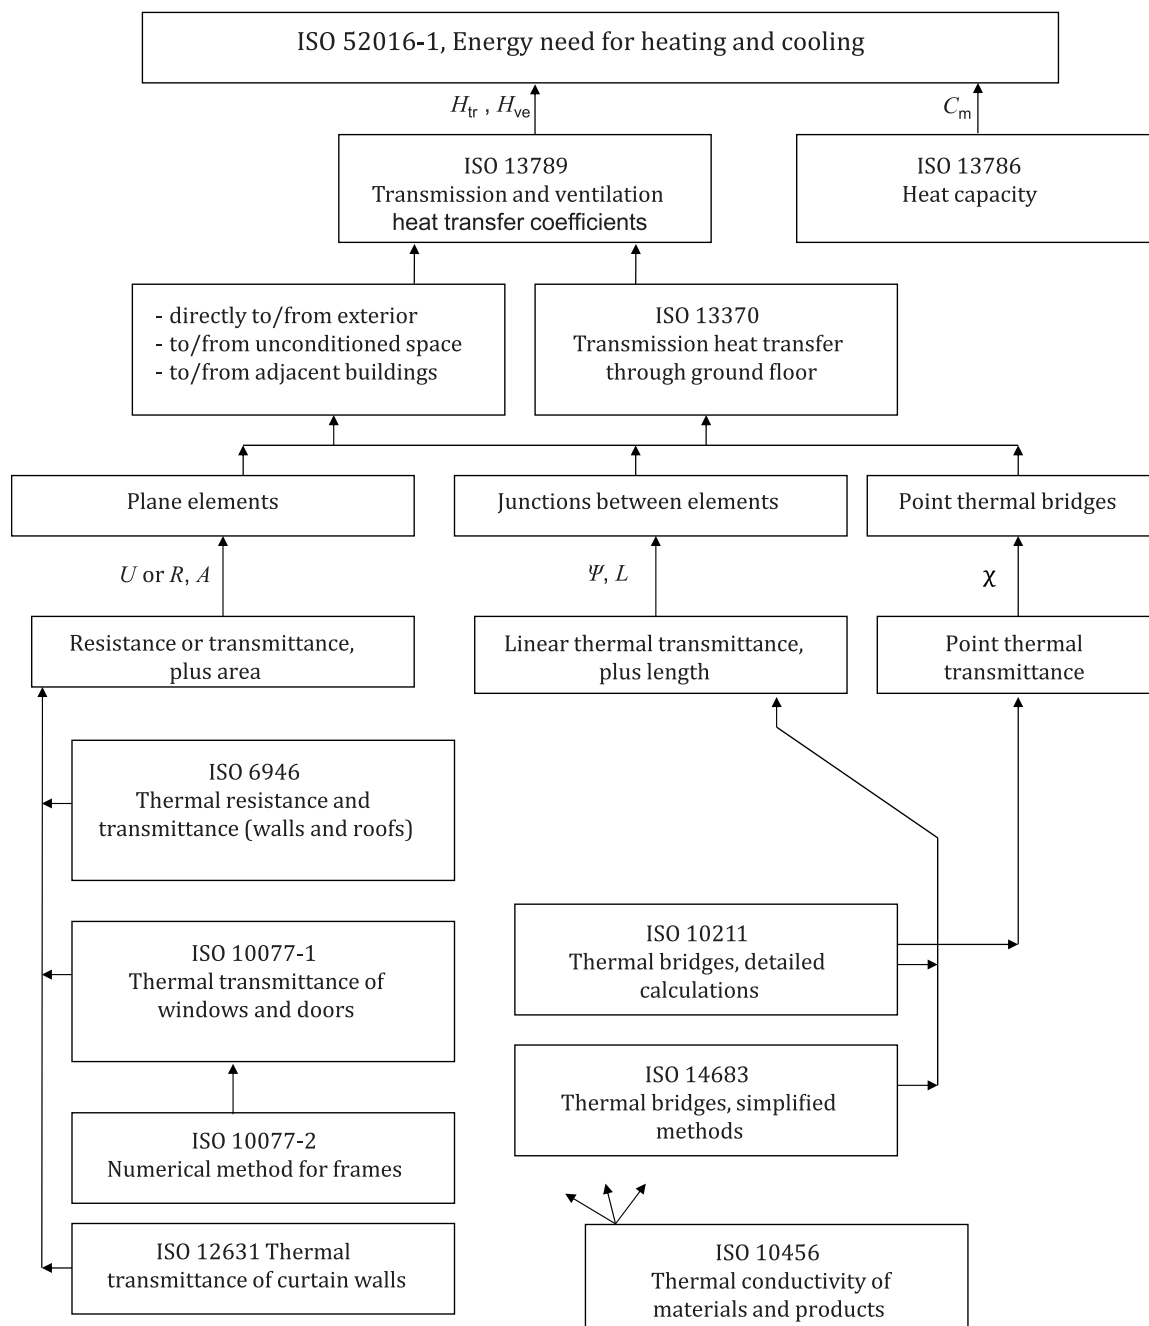 ISO 52016-1, Energy need for heating and cooling
H_tr , H_ve
C_m
ISO 13789
Transmission and ventilation
heat transfer coefficients
ISO 13786
Heat capacity
- directly to/from exterior
- to/from unconditioned space
- to/from adjacent buildings
ISO 13370
Transmission heat transfer
through ground floor
Plane elements
Junctions between elements
Point thermal bridges
U or R, A
Ψ, L
χ
Resistance or transmittance,
plus area
Linear thermal transmittance,
plus length
Point thermal
transmittance
ISO 6946
Thermal resistance and
transmittance (walls and roofs)
ISO 10077-1
Thermal transmittance of
windows and doors
ISO 10211
Thermal bridges, detailed
calculations
ISO 14683
Thermal bridges, simplified
methods
ISO 10077-2
Numerical method for frames
ISO 12631 Thermal
transmittance of curtain walls
ISO 10456
Thermal conductivity of
materials and products